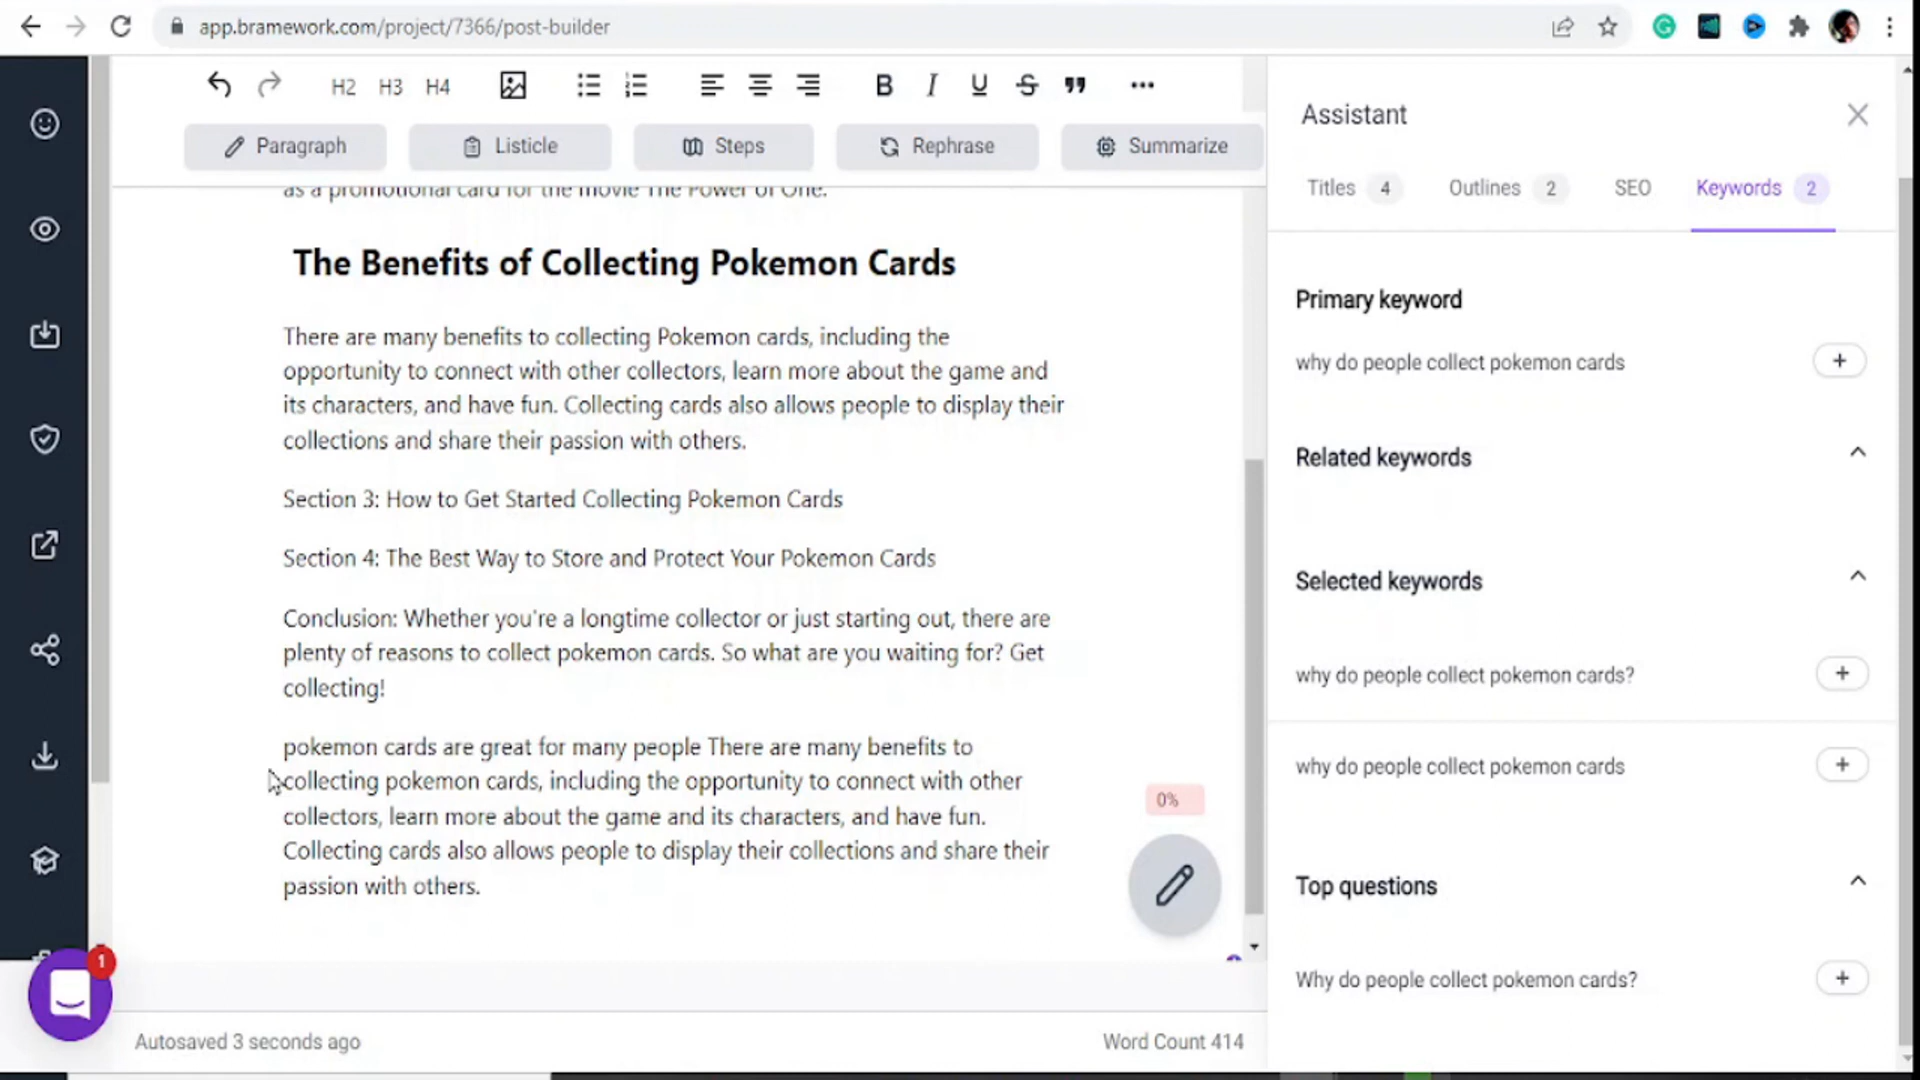 app.bramework.com/project/7366/post-builder
H2 H3 H4 B I U S
Paragraph Listicle Steps Rephrase Summarize
as a promotional card for the movie The Power of One.
The Benefits of Collecting Pokemon Cards
There are many benefits to collecting Pokemon cards, including the
opportunity to connect with other collectors, learn more about the game and
its characters, and have fun. Collecting cards also allows people to display their
collections and share their passion with others.
Section 3: How to Get Started Collecting Pokemon Cards
Section 4: The Best Way to Store and Protect Your Pokemon Cards
Conclusion: Whether you're a longtime collector or just starting out, there are
plenty of reasons to collect pokemon cards. So what are you waiting for? Get
collecting!
pokemon cards are great for many people There are many benefits to
collecting pokemon cards, including the opportunity to connect with other
collectors, learn more about the game and its characters, and have fun.
Collecting cards also allows people to display their collections and share their
passion with others.
0%
1
Autosaved 3 seconds ago
Word Count 414
Assistant
Titles 4 Outlines 2 SEO Keywords 2
Primary keyword
why do people collect pokemon cards
Related keywords
Selected keywords
why do people collect pokemon cards?
why do people collect pokemon cards
Top questions
Why do people collect pokemon cards?